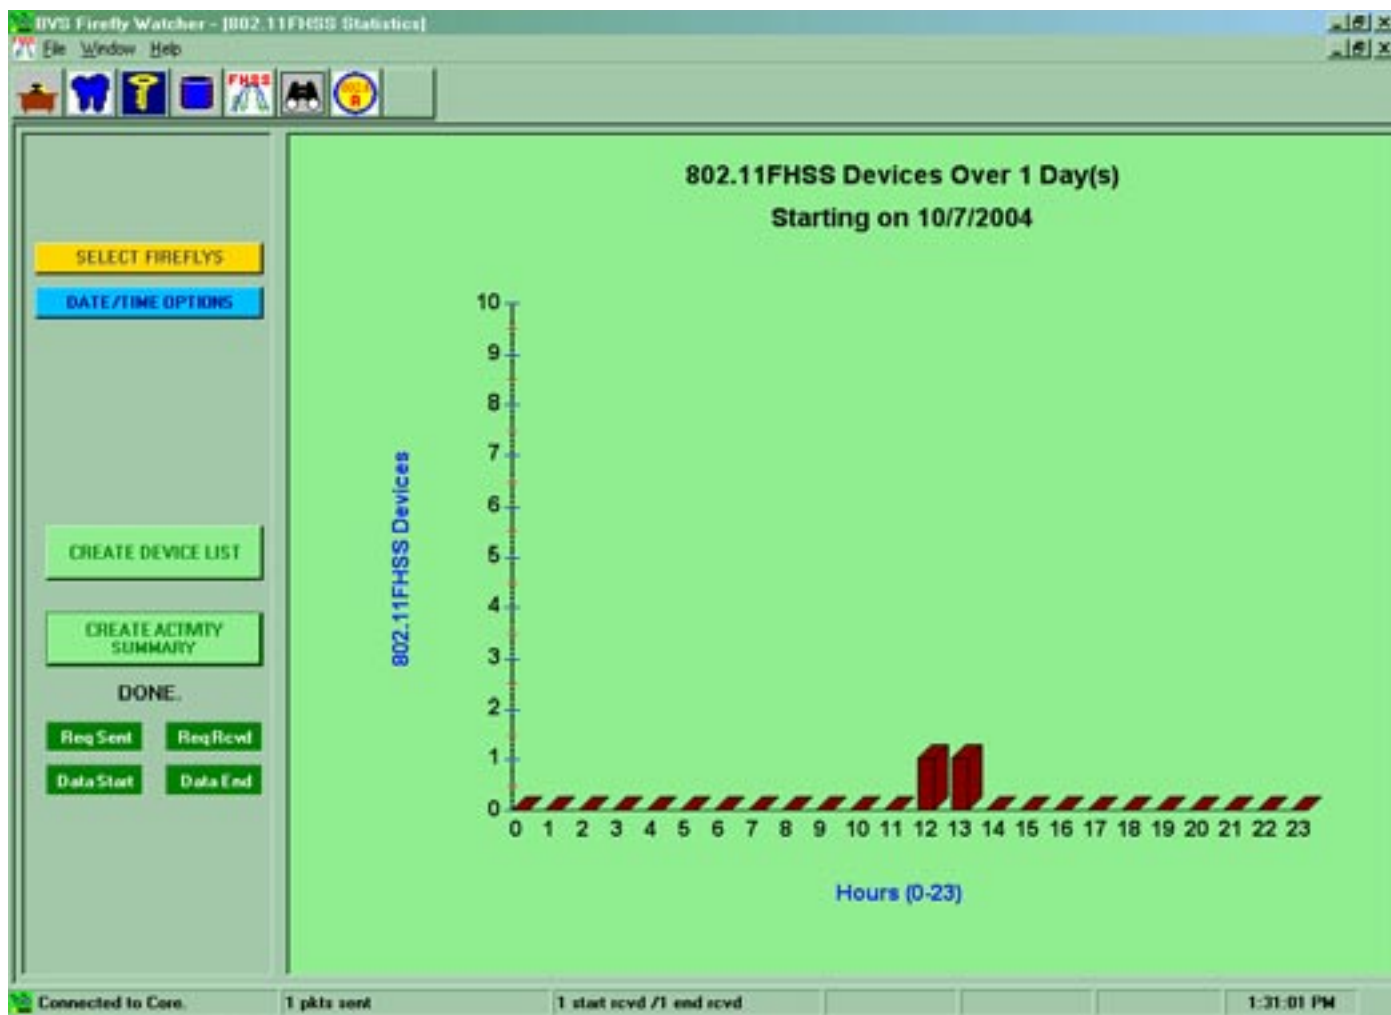 BVS Firefly Watcher - [802.11FHSS Statistics]
File Window Help
FHSS
802.11FHSS Devices Over 1 Day(s)
Starting on 10/7/2004
SELECT FIREFLYS
DATE/TIME OPTIONS
CREATE DEVICE LIST
CREATE ACTIVITY
SUMMARY
DONE.
Req Sent Req Rcvd
Data Start Data End
802.11FHSS Devices
10
9
8
7
6
5
4
3
2
1
0
0 1 2 3 4 5 6 7 8 9 10 11 12 13 14 15 16 17 18 19 20 21 22 23
Hours (0-23)
Connected to Core. 1 pkts sent 1 start rcvd /1 end rcvd 1:31:01 PM